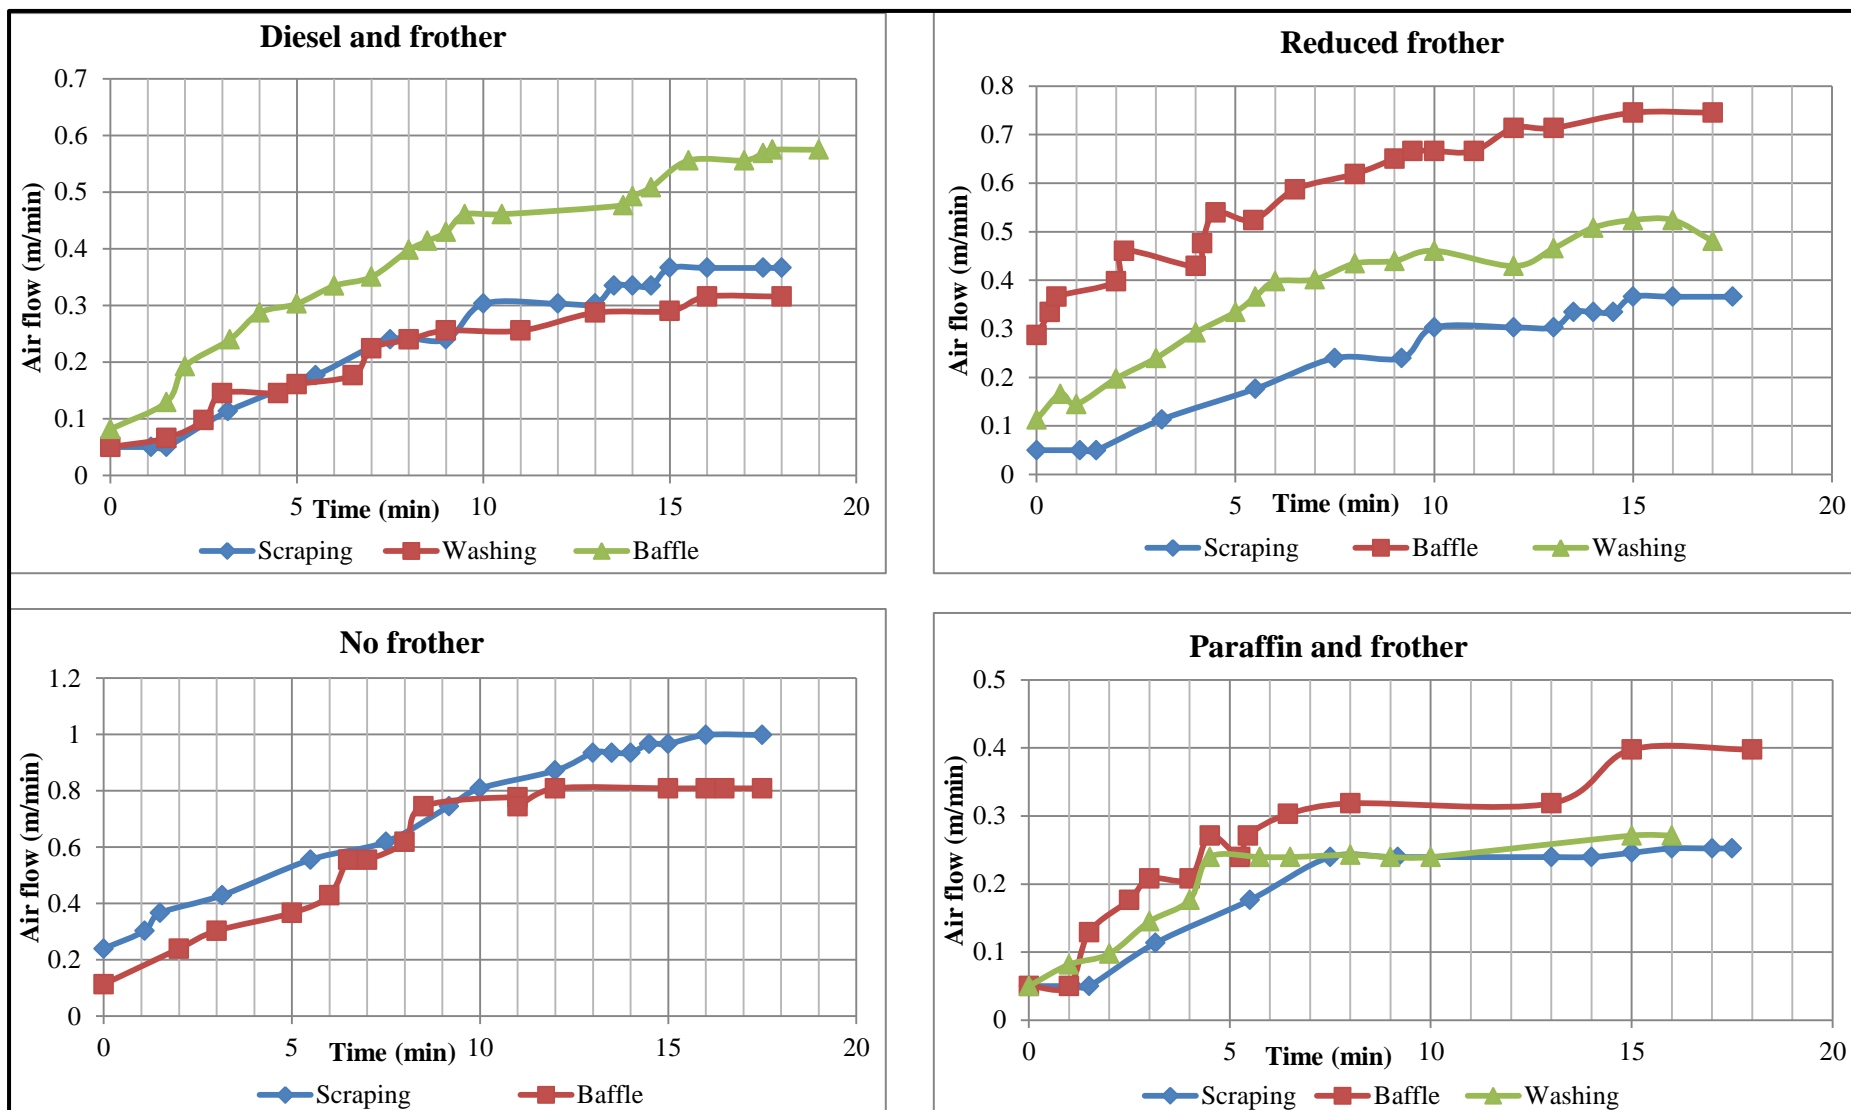 Diesel and frother
0.7
0.6
0.5
0.4
0.3
0.2
0.1
0
Air flow (m/min)
0 5 10 15 20
Time (min)
Scraping Washing Baffle
Reduced frother
0.8
0.7
0.6
0.5
0.4
0.3
0.2
0.1
0
Air flow (m/min)
0 5 10 15 20
Time (min)
Scraping Baffle Washing
No frother
1.2
1
0.8
0.6
0.4
0.2
0
Air flow (m/min)
0 5 10 15 20
Time (min)
Scraping Baffle
Paraffin and frother
0.5
0.4
0.3
0.2
0.1
0
Air flow (m/min)
0 5 10 15 20
Time (min)
Scraping Baffle Washing